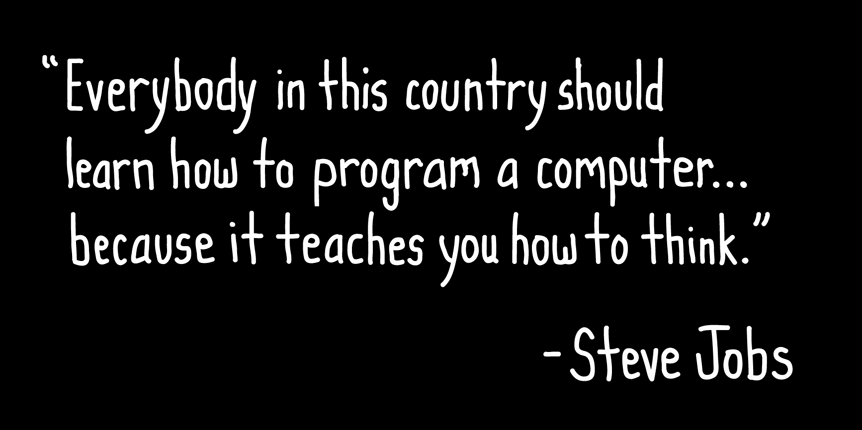 “Everybody in this country should
learn how to program a computer...
because it teaches you how to think.”
-Steve Jobs